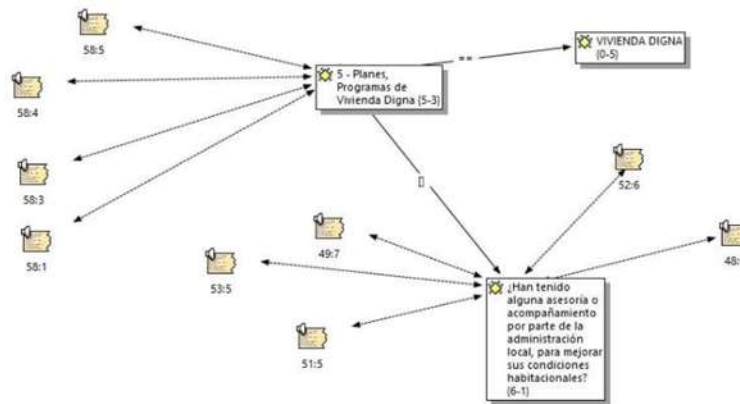 58:5
==
VIVIENDA DIGNA
(0-5)
5 - Planes,
Programas de
Vivienda Digna {5-3}
58:4
58:3
58:1
[]
52:6
49:7
53:5
51:5
48:
¿Han tenido
alguna asesoría o
acompañamiento
por parte de la
administración
local, para mejorar
sus condiciones
habitacionales?
{6-1}